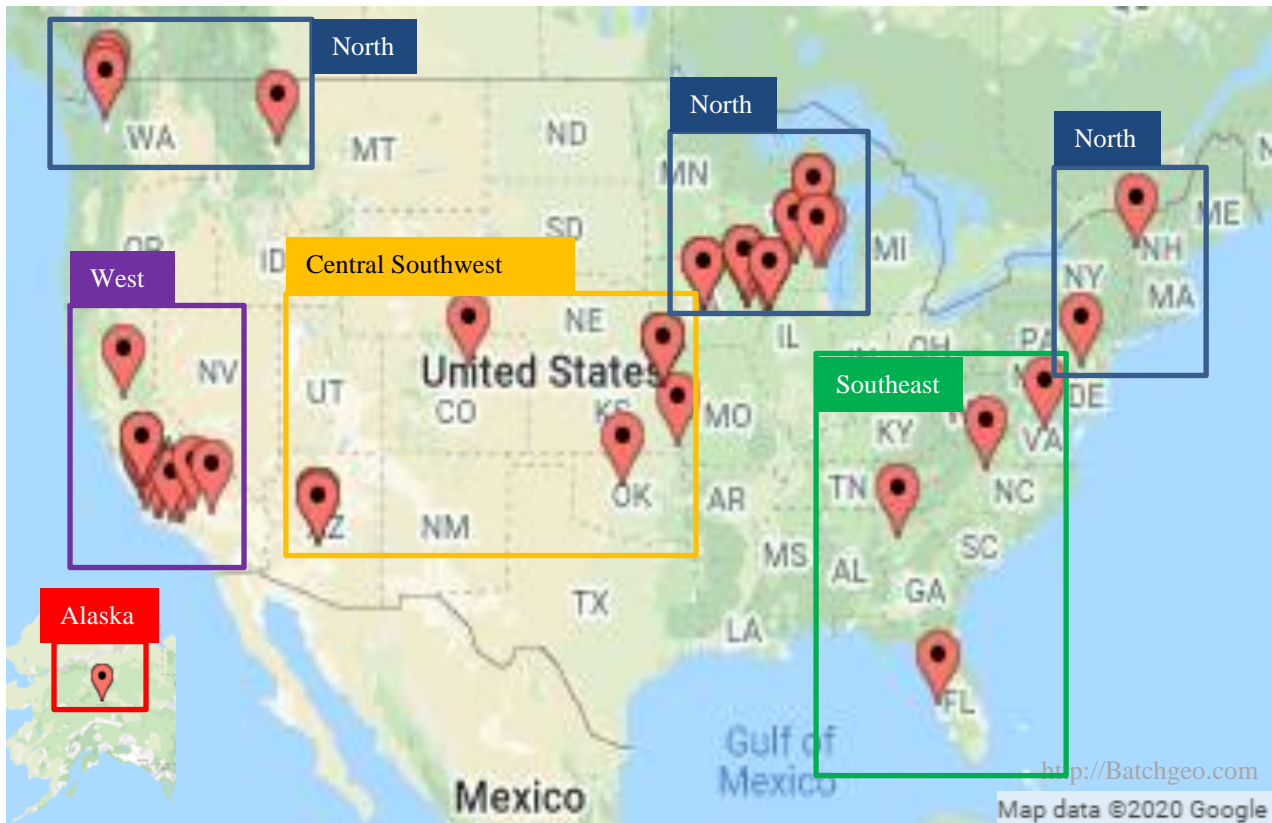 North
North
North
WA
MT
ND
MN
ME
OR
ID
SD
MI
NH
NY
MA
West
Central Southwest
NE
IL
OH
PA
NV
UT
United States
CO
KS
MO
Southeast
KY
VA
DE
AZ
NM
OK
AR
TN
NC
MS
AL
SC
GA
TX
LA
FL
Alaska
Gulf of
Mexico
Mexico
http://Batchgeo.com
Map data ©2020 Google